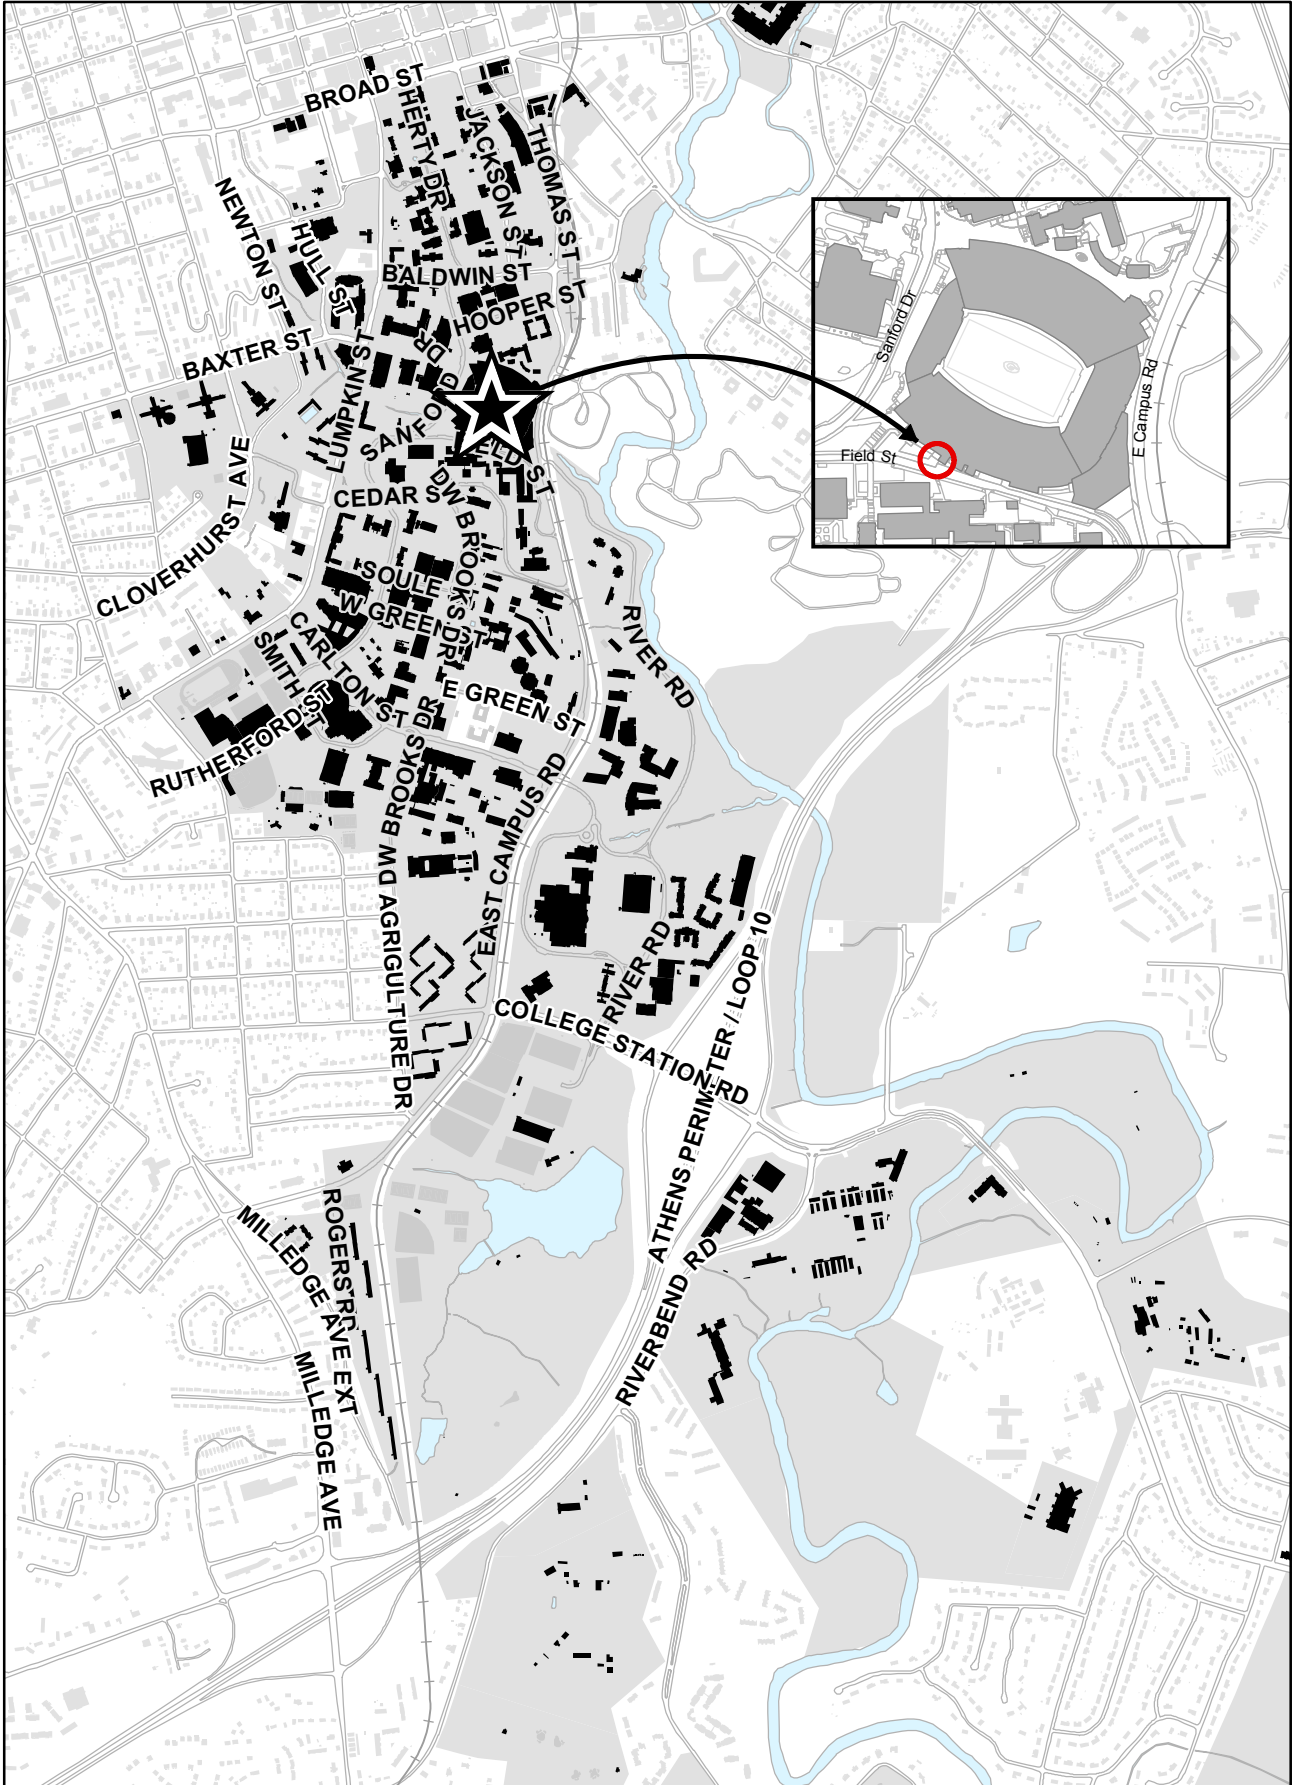 BROAD ST
HERTY DR
JACKSON ST
THOMAS ST
NEWTON ST
HULL ST
BALDWIN ST
HOOPER ST
BAXTER ST
LUMPKIN ST
SANFORD DR
FIELD ST
CEDAR S
DW BROOKS DR
CLOVERHURST AVE
SOULE
W GREEN ST
CARLTON ST
SMITH ST
RUTHERFORD ST
E GREEN ST
RIVER RD
Sanford Dr
Field St
E Campus Rd
DW BROOKS DR
EAST CAMPUS RD
AGRIGULTURE DR
RIVER RD
COLLEGE STATION RD
ATHENS PERIMETER / LOOP 10
RIVERBEND RD
ROGERS RD
MILLEDGE AVE EXT
MILLEDGE AVE